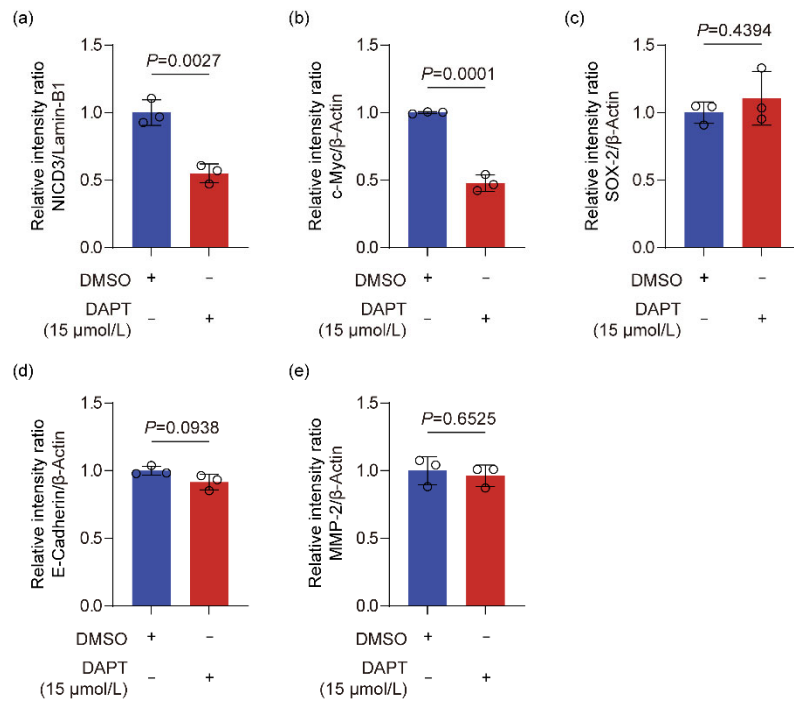 (a)
Relative intensity ratio
NICD3/Lamin-B1
P=0.0027
1.5
1.0
0.5
0.0
DMSO + −
DAPT
(15 µmol/L) − +
(b)
Relative intensity ratio
c-Myc/β-Actin
P=0.0001
1.5
1.0
0.5
0.0
DMSO + −
DAPT
(15 µmol/L) − +
(c)
Relative intensity ratio
SOX-2/β-Actin
P=0.4394
1.5
1.0
0.5
0.0
DMSO + −
DAPT
(15 µmol/L) − +
(d)
Relative intensity ratio
E-Cadherin/β-Actin
P=0.0938
1.5
1.0
0.5
0.0
DMSO + −
DAPT
(15 µmol/L) − +
(e)
Relative intensity ratio
MMP-2/β-Actin
P=0.6525
1.5
1.0
0.5
0.0
DMSO + −
DAPT
(15 µmol/L) − +